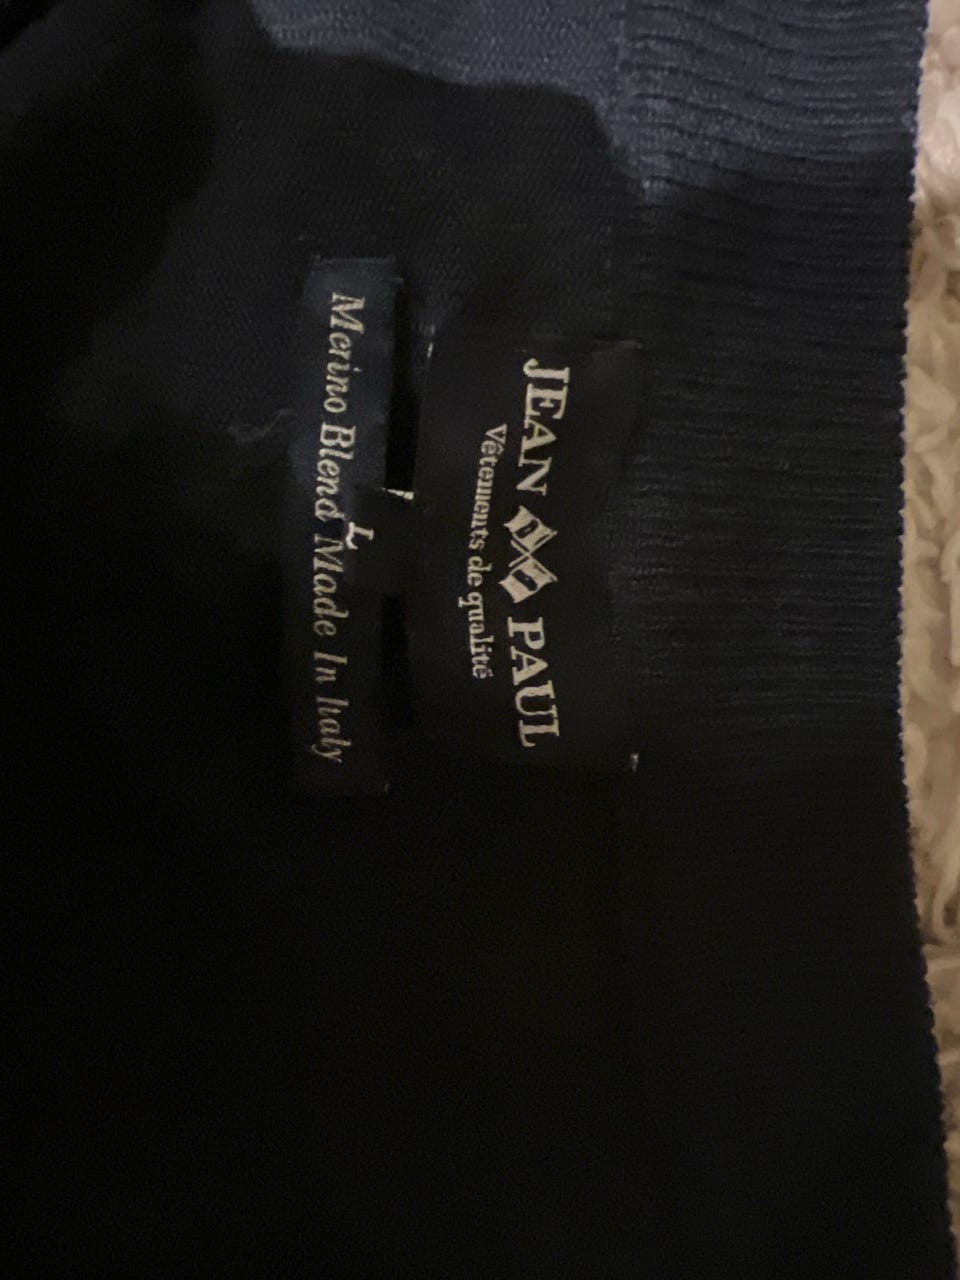 JEAN PAUL
Vêtements de qualité
L
Merino Blend Made In Italy